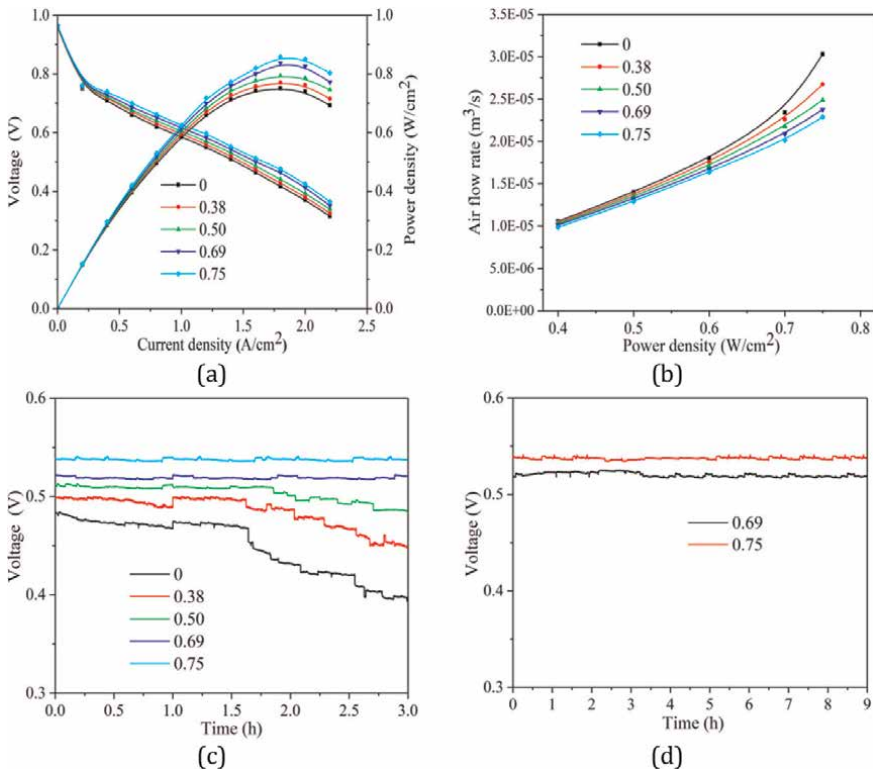 1.0
0.8
0.6
0.4
0.2
0.0
Voltage (V)
0
0.38
0.50
0.69
0.75
1.0
0.8
0.6
0.4
0.2
0.0
Power density (W/cm2)
0.0 0.5 1.0 1.5 2.0 2.5
Current density (A/cm2)
(a)
3.5E-05
3.0E-05
2.5E-05
2.0E-05
1.5E-05
1.0E-05
5.0E-06
0.0E+00
Air flow rate (m3/s)
0
0.38
0.50
0.69
0.75
0.4 0.5 0.6 0.7 0.8
Power density (W/cm2)
(b)
0.6
0.5
0.4
0.3
Voltage (V)
0
0.38
0.50
0.69
0.75
0.0 0.5 1.0 1.5 2.0 2.5 3.0
Time (h)
(c)
0.6
0.5
0.4
0.3
Voltage (V)
0.69
0.75
0 1 2 3 4 5 6 7 8 9
Time (h)
(d)